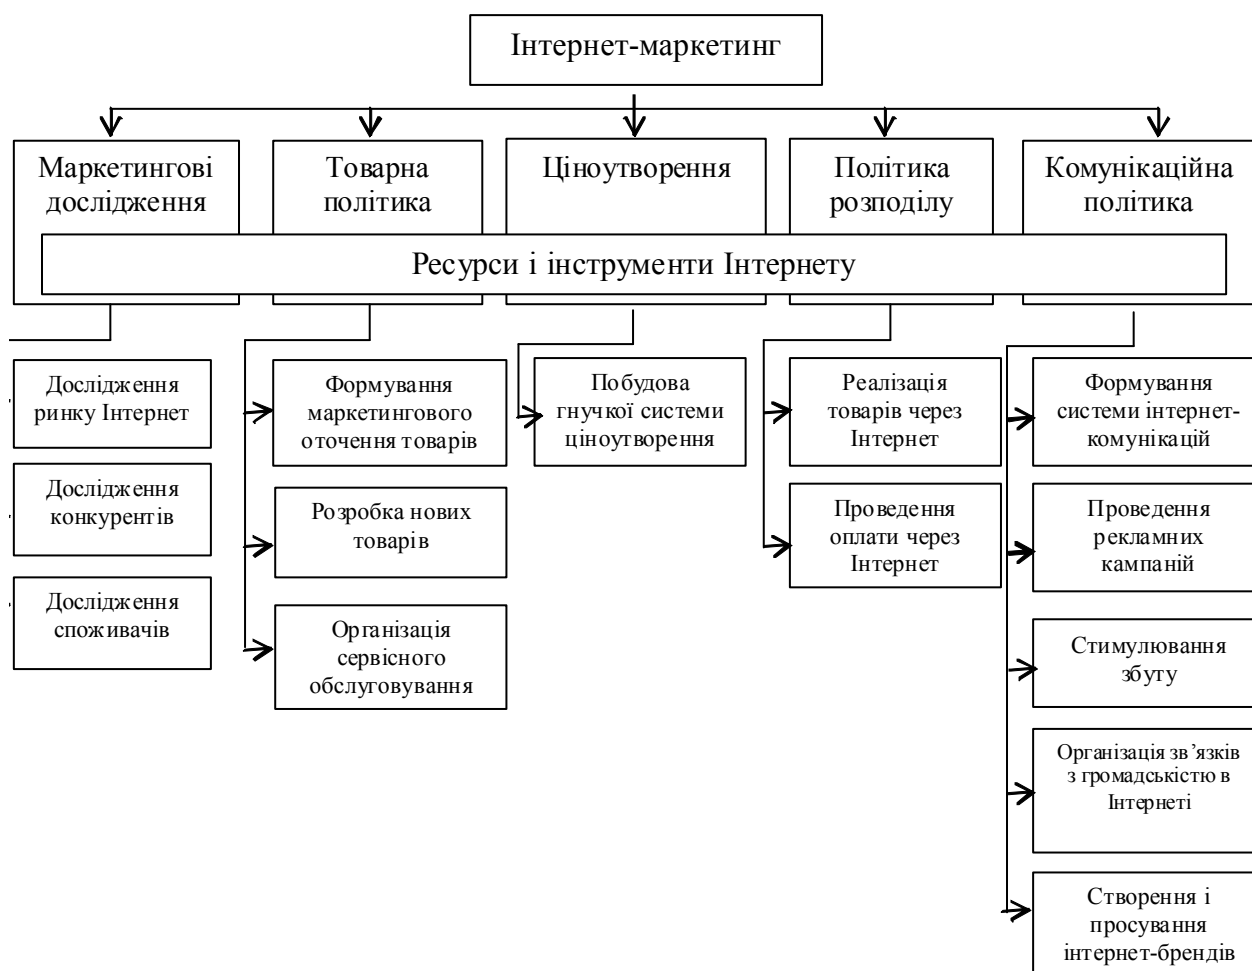 Інтернет-маркетинг
Маркетингові
дослідження
Товарна
політика
Ціноутворення
Політика
розподілу
Комунікаційна
політика
Ресурси і інструменти Інтернету
Дослідження
ринку Інтернет
Дослідження
конкурентів
Дослідження
споживачів
Формування
маркетингового
оточення товарів
Розробка нових
товарів
Організація
сервісного
обслуговування
Побудова
гнучкої системи
ціноутворення
Реалізація
товарів через
Інтернет
Проведення
оплати через
Інтернет
Формування
системи інтернет-
комунікацій
Проведення
рекламних
кампаній
Стимулювання
збуту
Організація зв’язків
з громадськістю в
Інтернеті
Створення і
просування
інтернет-брендів